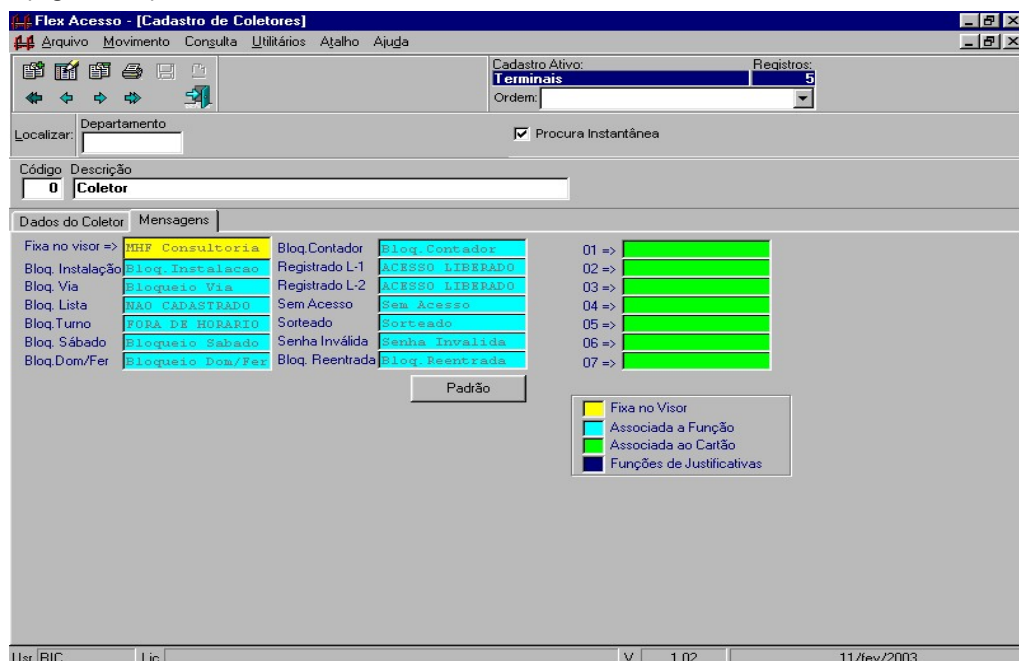 Flex Acesso - [Cadastro de Coletores]
Arquivo Movimento Consulta Utilitários Atalho Ajuda
Cadastro Ativo: Registros:
Terminais 5
Ordem:
Localizar: Departamento
Procura Instantânea
Código Descrição
0 Coletor
Dados do Coletor Mensagens
Fixa no visor => MHF Consultoria Bloq.Contador Bloq.Contador 01 =>
Bloq. Instalação Bloq.Instalacao Registrado L-1 ACESSO LIBERADO 02 =>
Bloq. Via Bloqueio Via Registrado L-2 ACESSO LIBERADO 03 =>
Bloq. Lista NAO CADASTRADO Sem Acesso Sem Acesso 04 =>
Bloq.Turno FORA DE HORARIO Sorteado Sorteado 05 =>
Bloq. Sábado Bloqueio Sabado Senha Inválida Senha Invalida 06 =>
Bloq.Dom/Fer Bloqueio Dom/Fer Bloq. Reentrada Bloq.Reentrada 07 =>
Padrão
Fixa no Visor
Associada a Função
Associada ao Cartão
Funções de Justificativas
Usr BIC Lic V 1.02 11/fev/2003